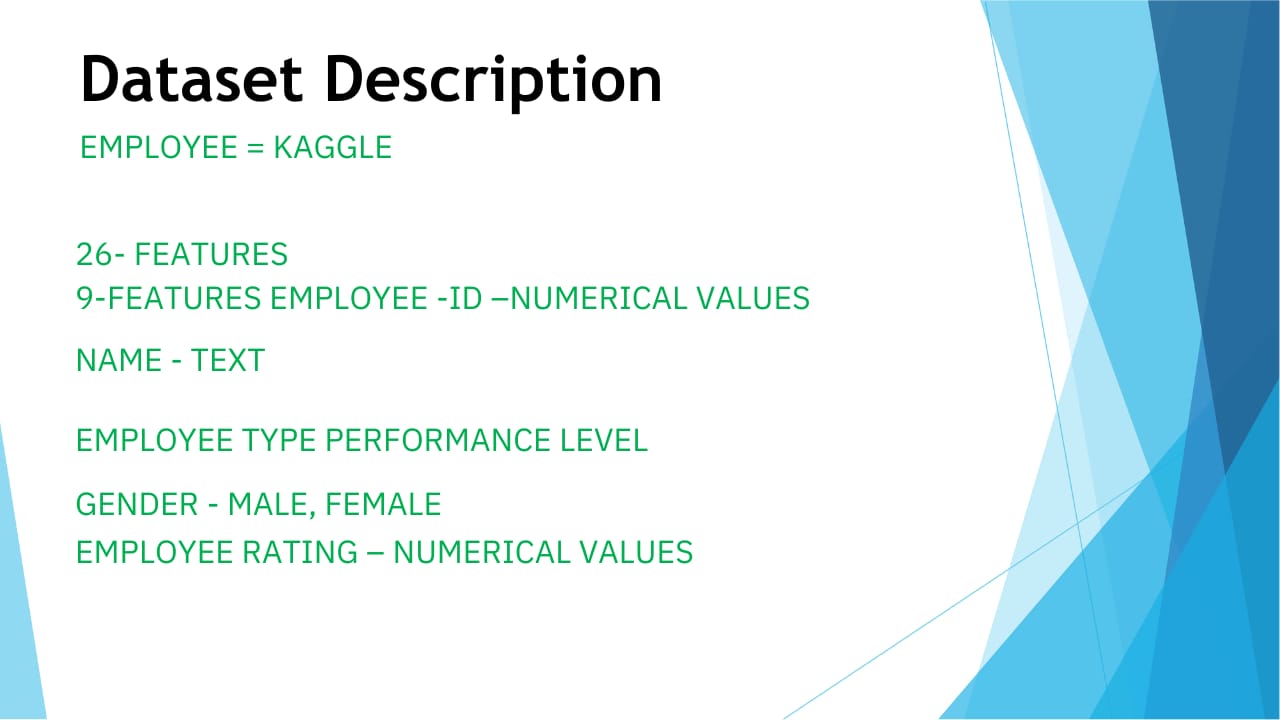 Dataset Description
EMPLOYEE = KAGGLE
26- FEATURES
9-FEATURES EMPLOYEE -ID –NUMERICAL VALUES
NAME - TEXT
EMPLOYEE TYPE PERFORMANCE LEVEL
GENDER - MALE, FEMALE
EMPLOYEE RATING – NUMERICAL VALUES